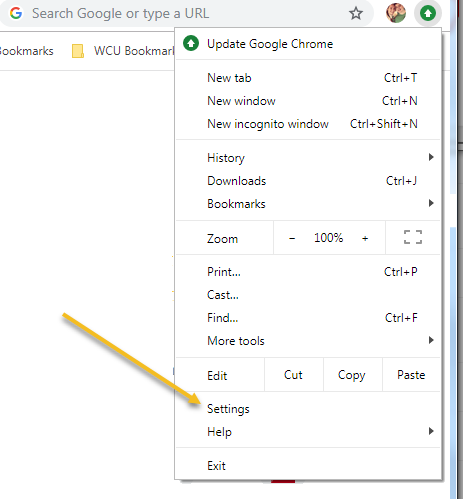 Search Google or type a URL
Bookmarks
WCU Bookmar
Update Google Chrome
New tab Ctrl+T
New window Ctrl+N
New incognito window Ctrl+Shift+N
History
Downloads Ctrl+J
Bookmarks
Zoom − 100% +
Print... Ctrl+P
Cast...
Find... Ctrl+F
More tools
Edit Cut Copy Paste
Settings
Help
Exit